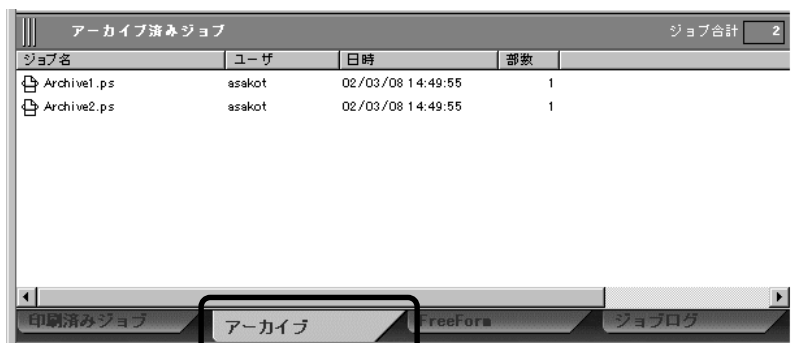 アーカイブ済みジョブ ジョブ合計 2
ジョブ名 ユーザ 日時 部数
Archive1.ps asakot 02/03/08 14:49:55 1
Archive2.ps asakot 02/03/08 14:49:55 1
印刷済みジョブ アーカイブ FreeForm ジョブログ